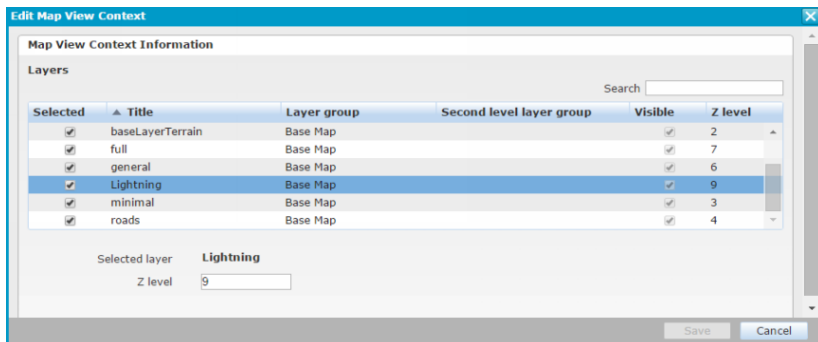 Edit Map View Context
Map View Context Information
Layers
Search
Selected Title Layer group Second level layer group Visible Z level
baseLayerTerrain Base Map 2
full Base Map 7
general Base Map 6
Lightning Base Map 9
minimal Base Map 3
roads Base Map 4
Selected layer Lightning
Z level 9
Save Cancel